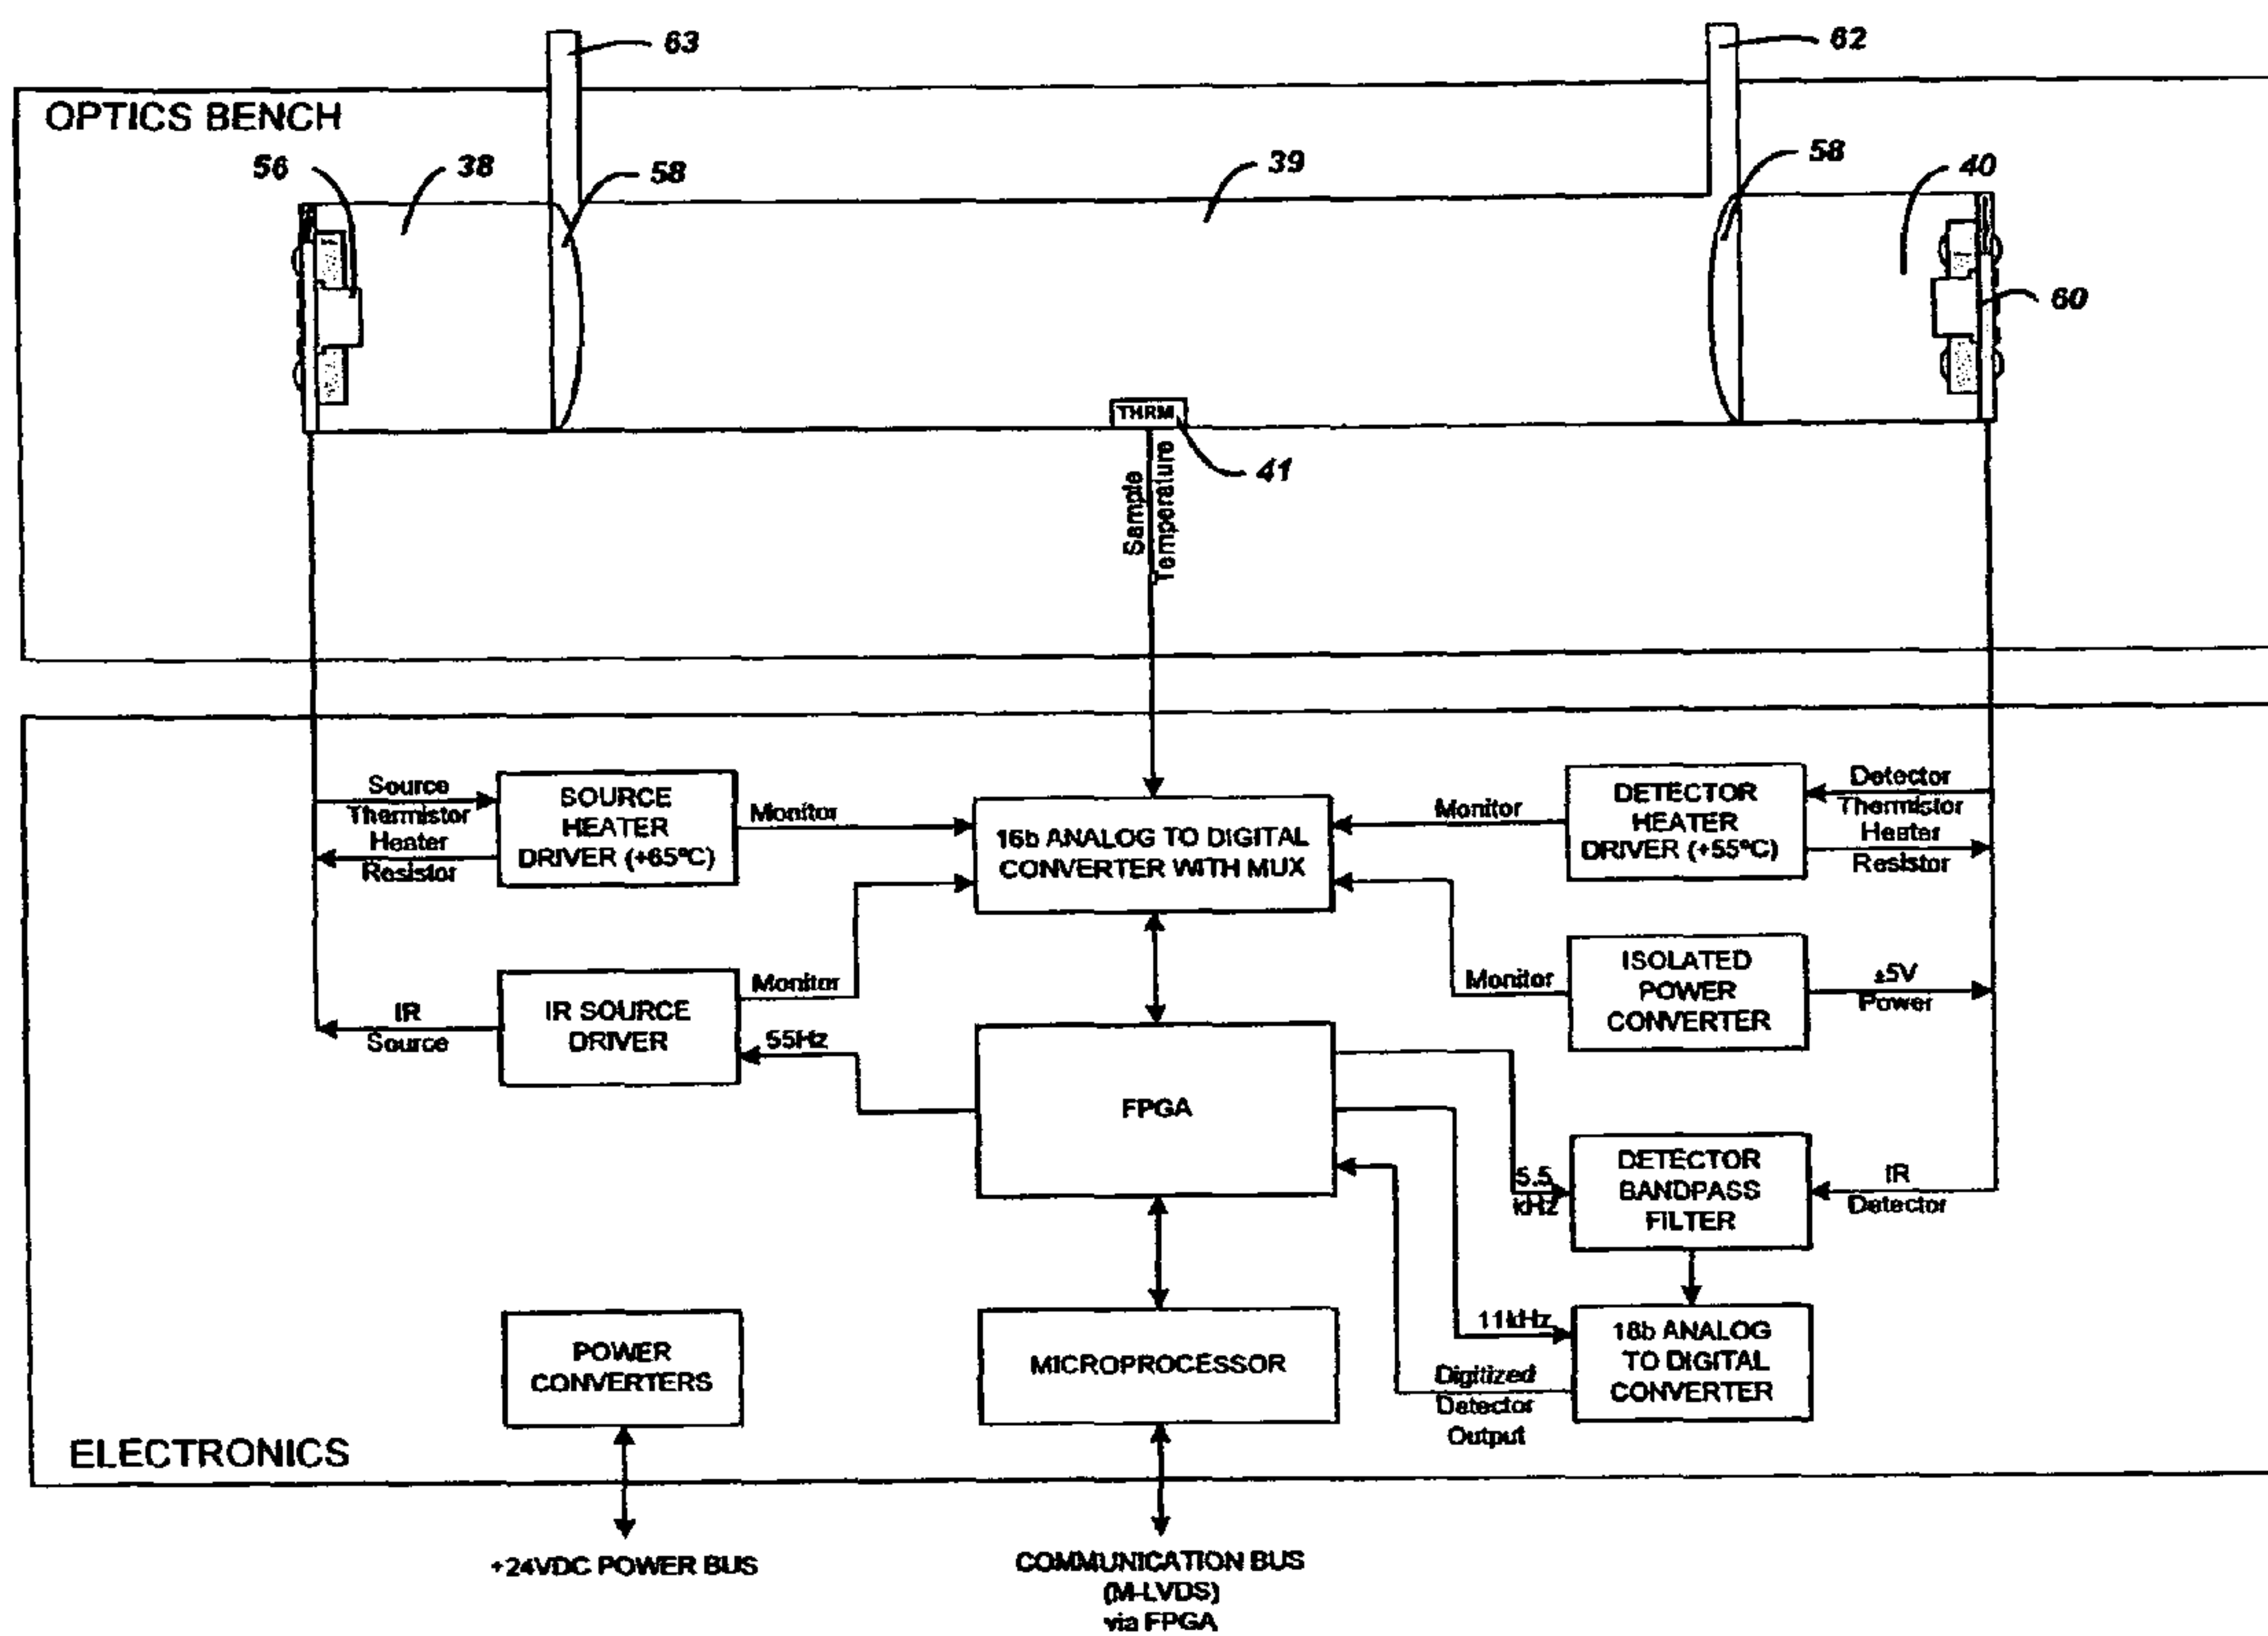 63
62
OPTICS BENCH
56
38
58
39
58
40
60
THRM
41
Sample
Temperature
Source
Thermistor
Heater
Resistor
SOURCE
HEATER
DRIVER (+65°C)
Monitor
16b ANALOG TO DIGITAL
CONVERTER WITH MUX
Monitor
DETECTOR
HEATER
DRIVER (+55°C)
Detector
Thermistor
Heater
Resistor
IR
Source
IR SOURCE
DRIVER
Monitor
55Hz
Monitor
ISOLATED
POWER
CONVERTER
±5V
Power
FPGA
5.5
kHz
DETECTOR
BANDPASS
FILTER
IR
Detector
POWER
CONVERTERS
MICROPROCESSOR
11kHz
Digitized
Detector
Output
18b ANALOG
TO DIGITAL
CONVERTER
ELECTRONICS
+24VDC POWER BUS
COMMUNICATION BUS
(M-LVDS)
via FPGA